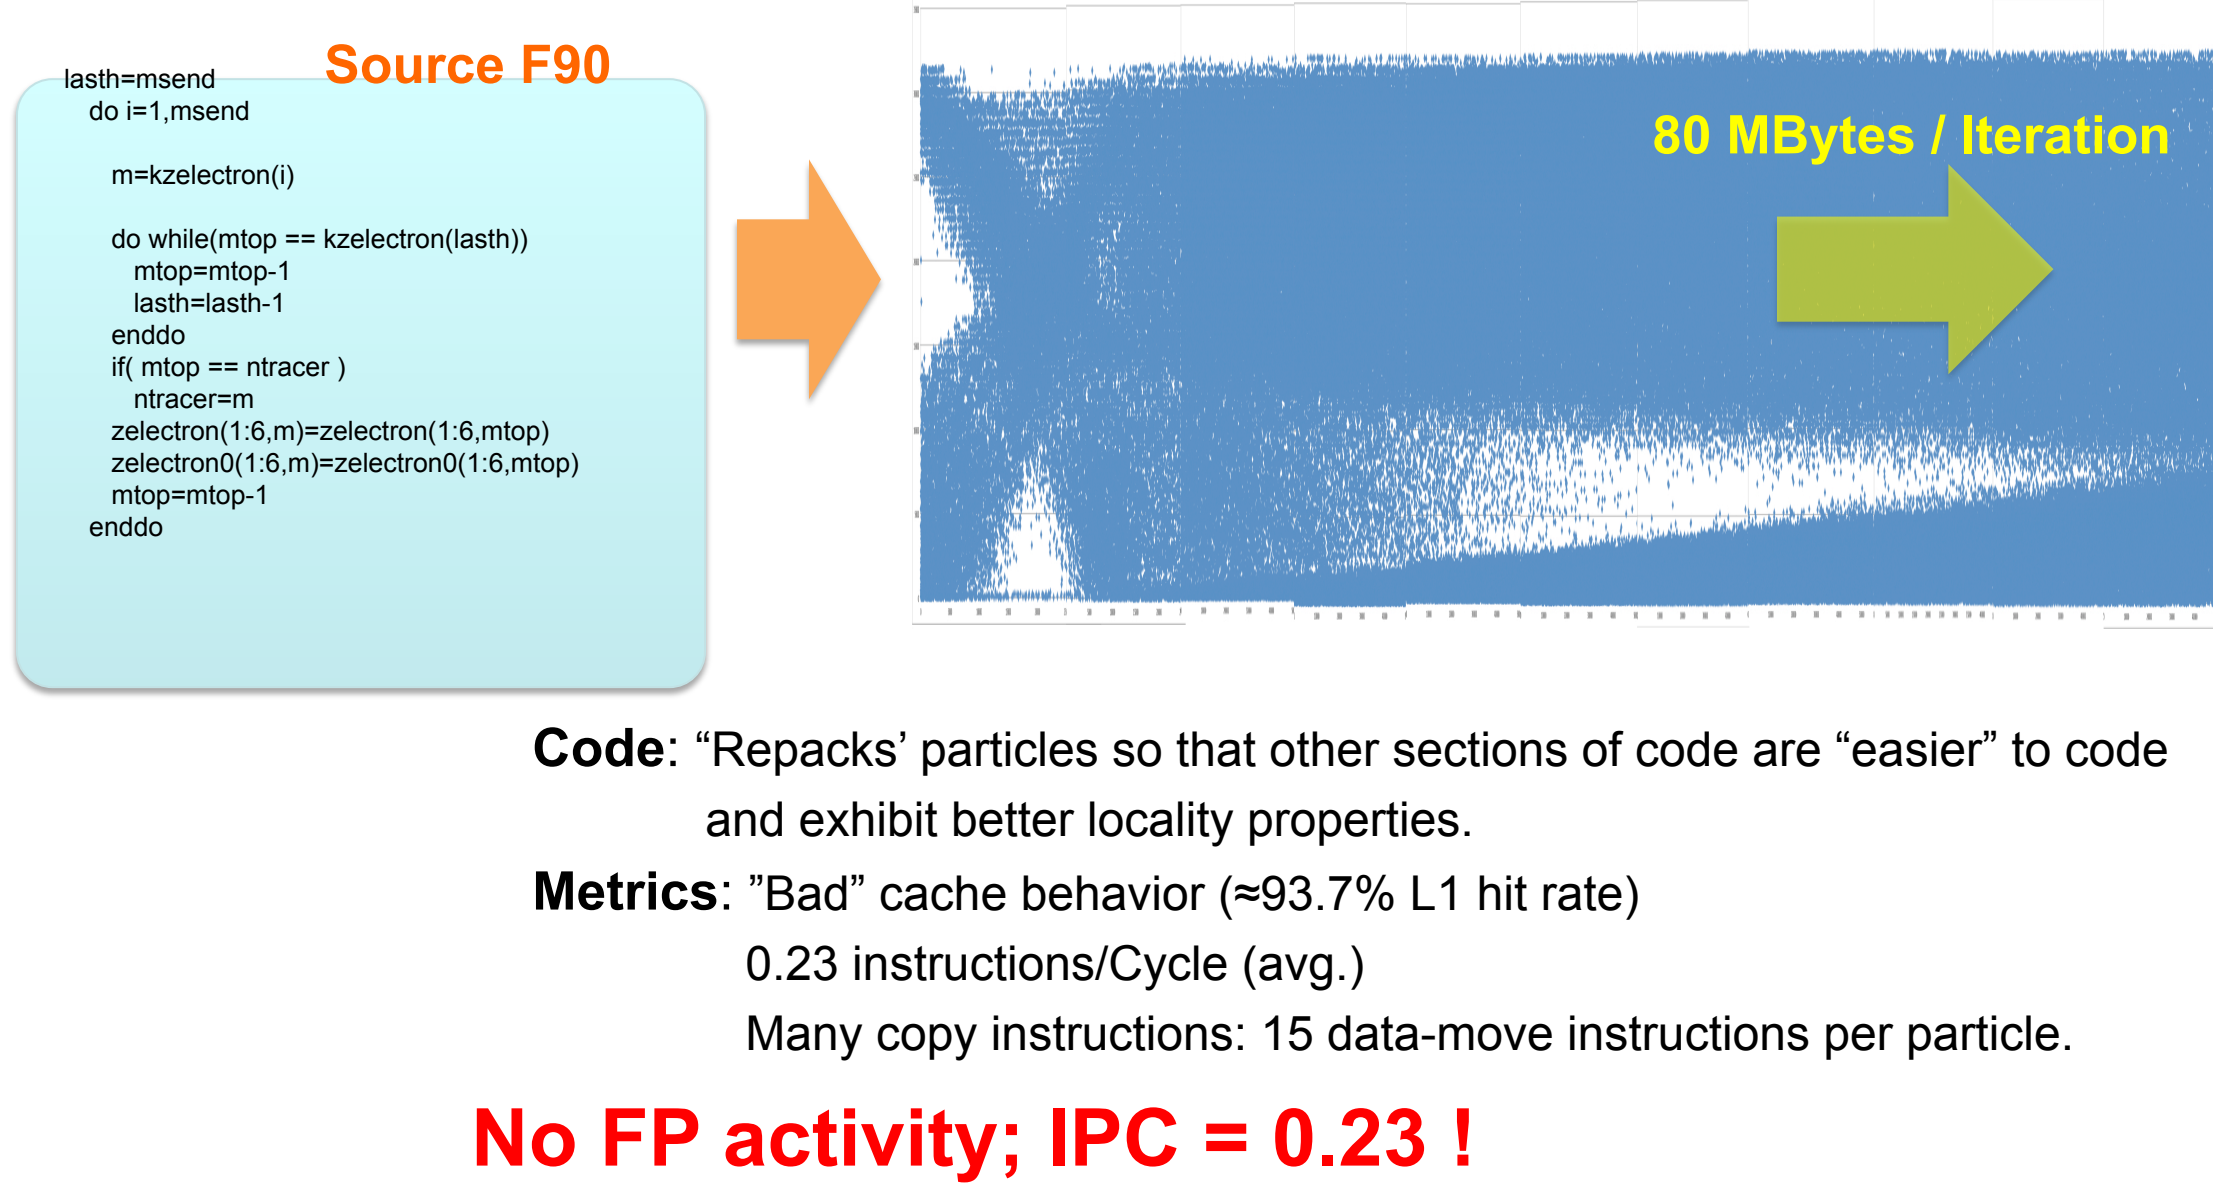 Source F90
lasth=msend
do i=1,msend
m=kzelectron(i)
do while(mtop == kzelectron(lasth))
mtop=mtop-1
lasth=lasth-1
enddo
if( mtop == ntracer )
ntracer=m
zelectron(1:6,m)=zelectron(1:6,mtop)
zelectron0(1:6,m)=zelectron0(1:6,mtop)
mtop=mtop-1
enddo
80 MBytes / Iteration
Code: “Repacks’ particles so that other sections of code are “easier” to code
and exhibit better locality properties.
Metrics: ”Bad” cache behavior (≈93.7% L1 hit rate)
0.23 instructions/Cycle (avg.)
Many copy instructions: 15 data-move instructions per particle.
No FP activity; IPC = 0.23 !